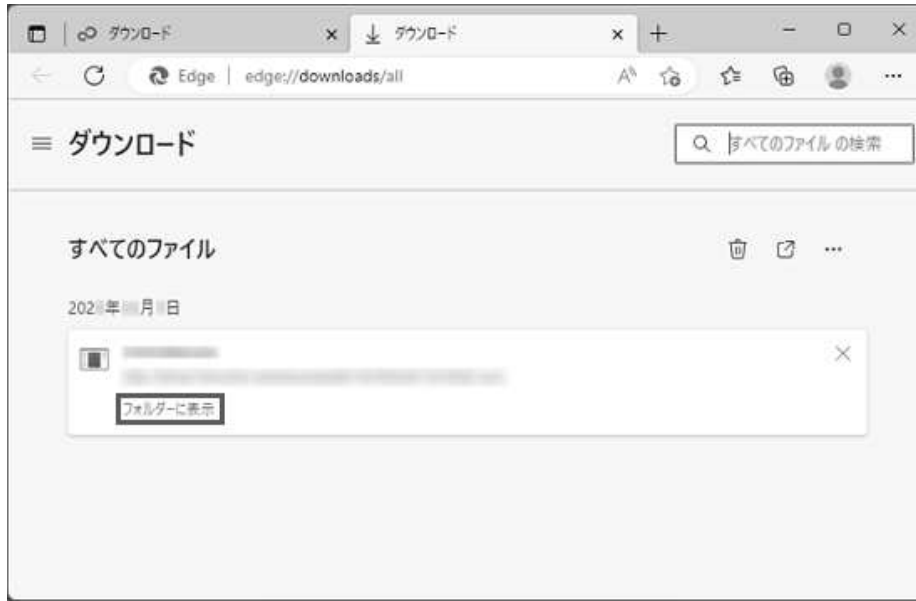 ダウンロード
ダウンロード
Edge edge://downloads/all
ダウンロード
すべてのファイル の検索
すべてのファイル
202 年 月 日
フォルダーに表示